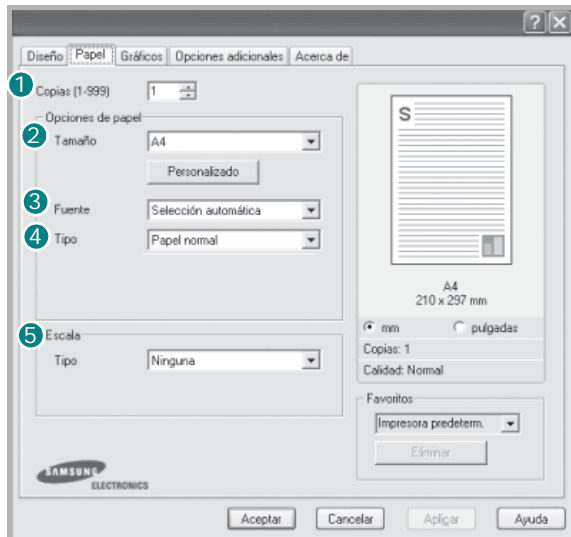 Diseño Papel Gráficos Opciones adicionales Acerca de
1 Copias (1-999) 1
Opciones de papel
2 Tamaño A4
Personalizado
3 Fuente Selección automática
4 Tipo Papel normal
5 Escala
Tipo Ninguna
SAMSUNG
ELECTRONICS
S
A4
210 x 297 mm
mm pulgadas
Copias: 1
Calidad: Normal
Favoritos
Impresora predeterm.
Eliminar
Aceptar Cancelar Aplicar Ayuda